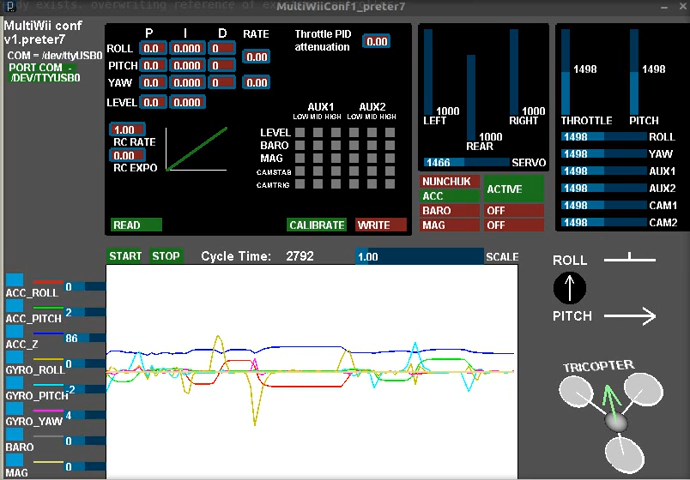 MultiWiiConf1_preter7
MultiWii conf
v1.preter7
COM = /dev/ttyUSB0
PORT COM -
/DEV/TTYUSB0
P I D RATE
ROLL 0.0 0.000 0
0.00
PITCH 0.0 0.000 0
YAW 0.0 0.000 0 0.00
LEVEL 0.0 0.000
Throttle PID
attenuation 0.00
1.00
RC RATE
0.00
RC EXPO
AUX1 AUX2
LOW MID HIGH LOW MID HIGH
LEVEL
BARO
MAG
CAMSTAB
CAMTRIG
READ CALIBRATE WRITE
1000 1000
LEFT RIGHT
1000
REAR
1466 SERVO
NUNCHUK
ACC ACTIVE
BARO OFF
MAG OFF
1498 1498
THROTTLE PITCH
1498 ROLL
1498 YAW
1498 AUX1
1498 AUX2
1498 CAM1
1498 CAM2
START STOP Cycle Time: 2792 1.00 SCALE
ROLL
PITCH
TRICOPTER
ACC_ROLL 0
ACC_PITCH 2
ACC_Z 86
GYRO_ROLL 0
GYRO_PITCH -2
GYRO_YAW 4
BARO 0
MAG 0